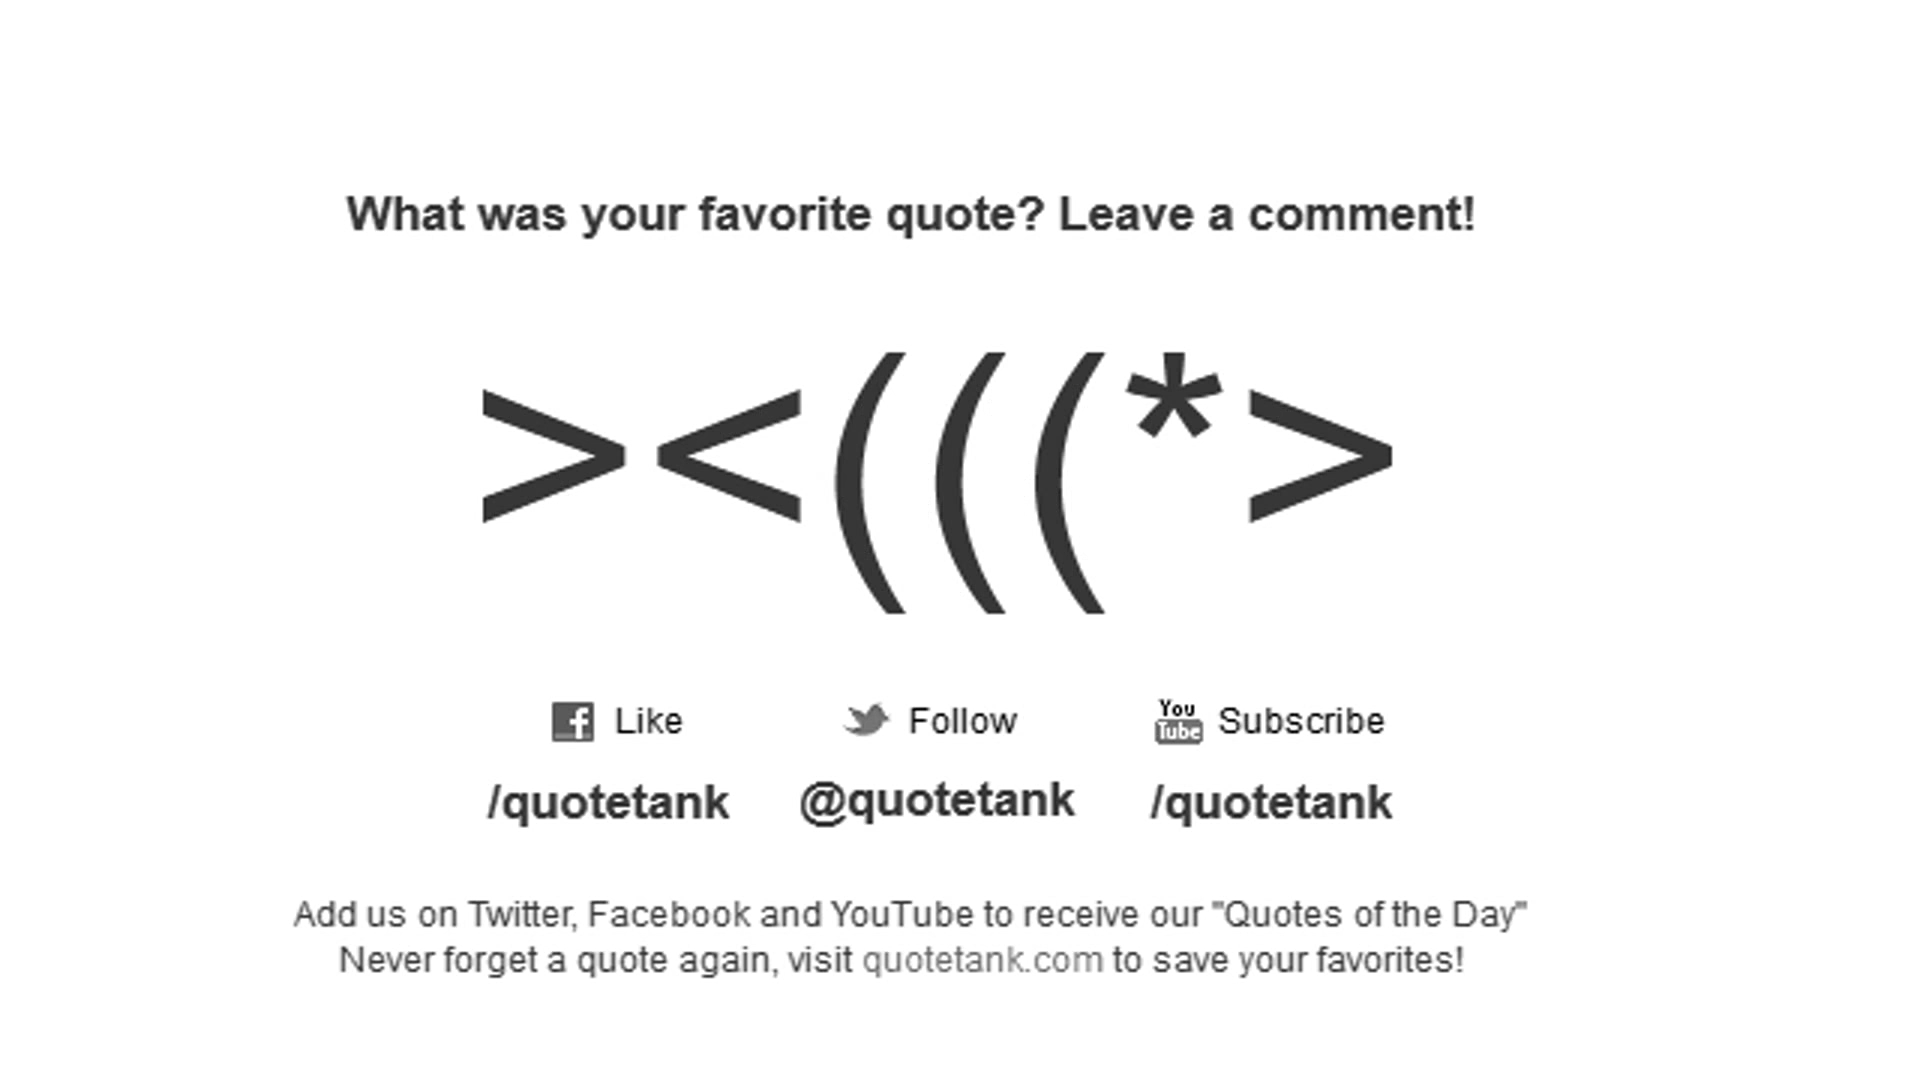 What was your favorite quote? Leave a comment!
><(((*>
f Like Follow You Tube Subscribe
/quotetank @quotetank /quotetank
Add us on Twitter, Facebook and YouTube to receive our "Quotes of the Day"
Never forget a quote again, visit quotetank.com to save your favorites!